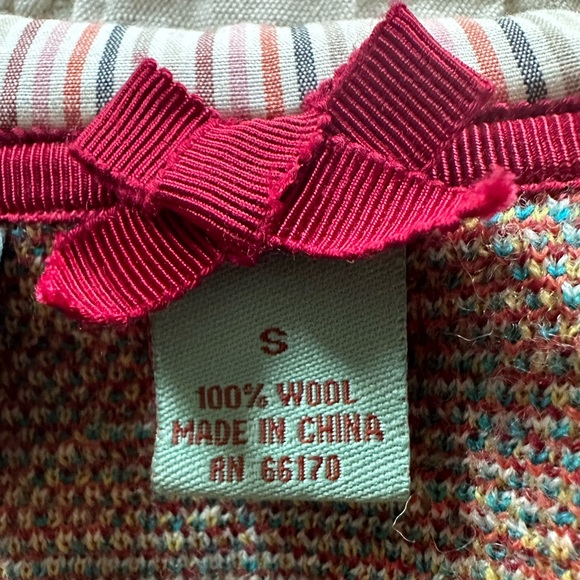 S
100% WOOL
MADE IN CHINA
RN 66170